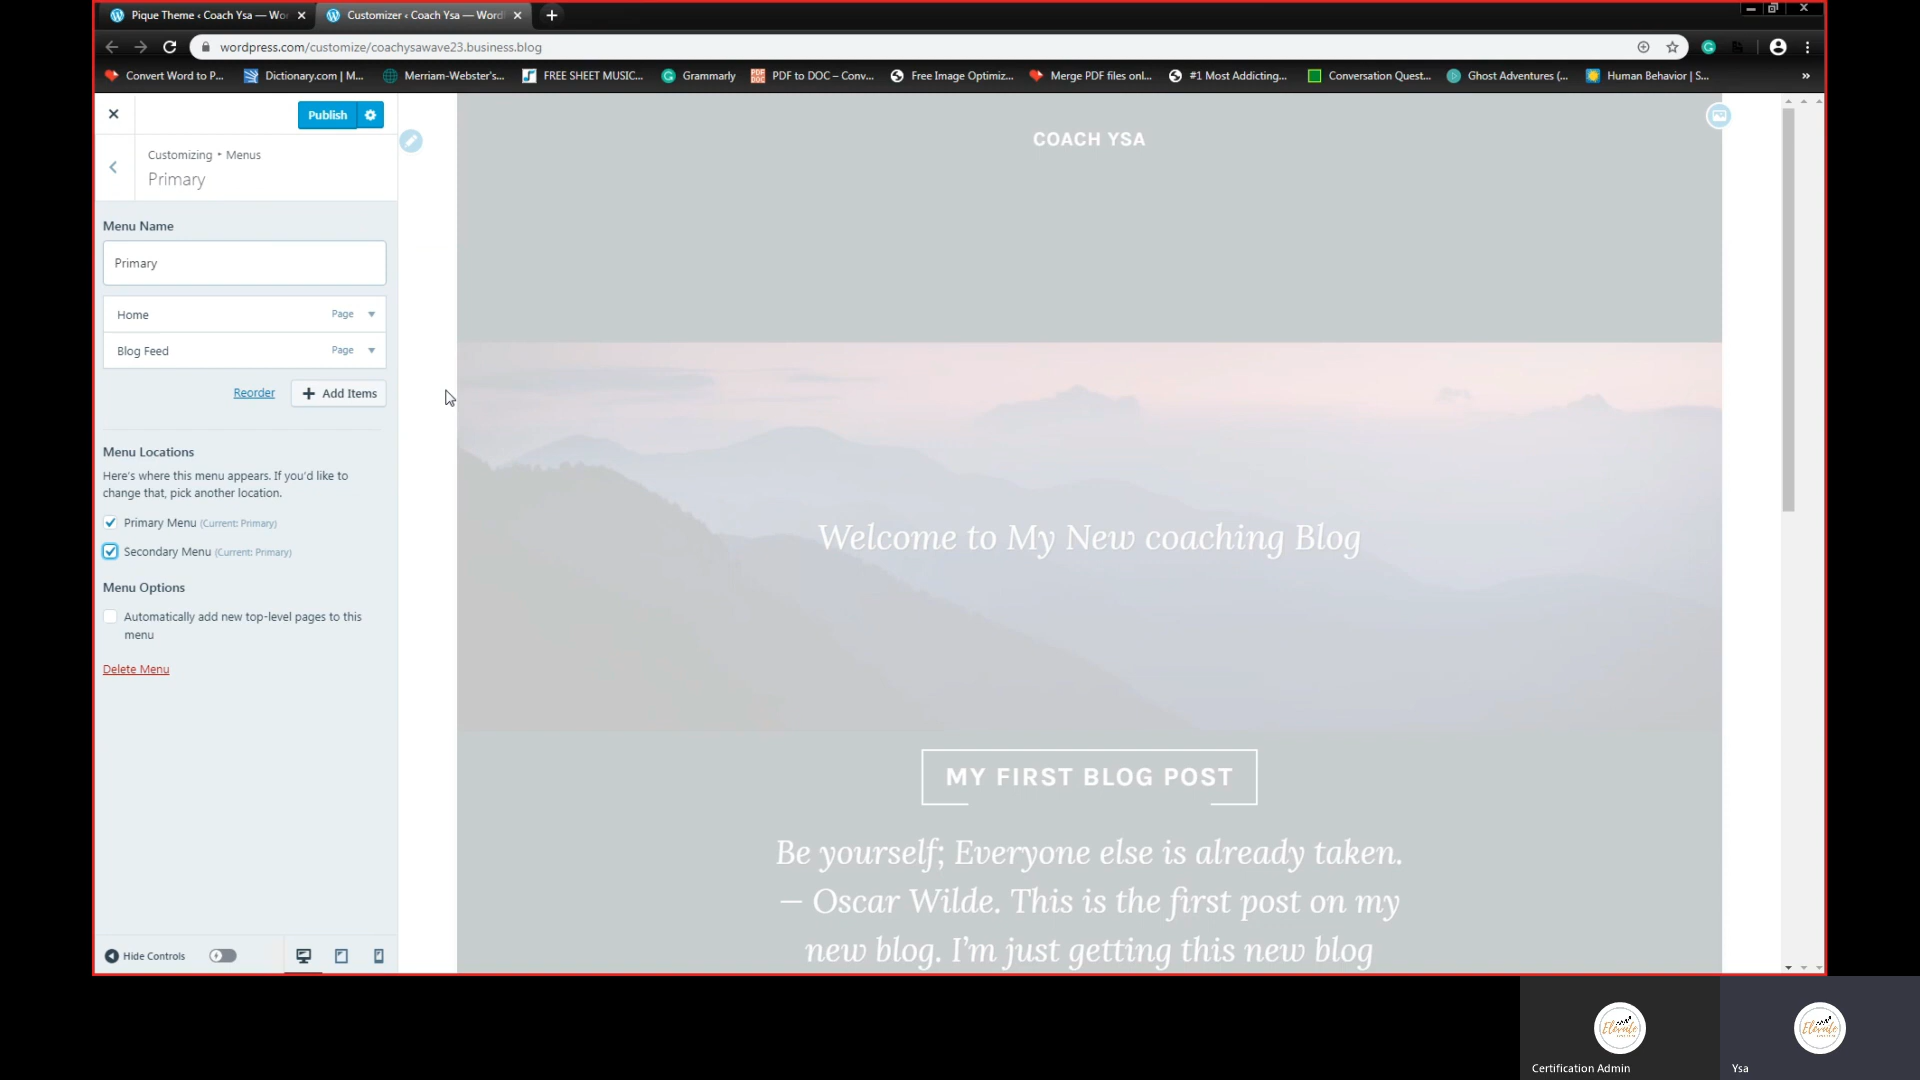 Pique Theme ‹ Coach Ysa — Wor
Customizer ‹ Coach Ysa — Word
wordpress.com/customize/coachysawave23.business.blog
Convert Word to P...
Dictionary.com | M...
Merriam-Webster's...
FREE SHEET MUSIC...
Grammarly
PDF to DOC – Conv...
Free Image Optimiz...
Merge PDF files onl...
#1 Most Addicting...
Conversation Quest...
Ghost Adventures (...
Human Behavior | S...
»
Publish
Customizing ‣ Menus
Primary
Menu Name
Primary
Home Page
Blog Feed Page
Reorder
Add Items
Menu Locations
Here's where this menu appears. If you'd like to
change that, pick another location.
Primary Menu (Current: Primary)
Secondary Menu (Current: Primary)
Menu Options
Automatically add new top-level pages to this
menu
Delete Menu
Hide Controls
COACH YSA
Welcome to My New coaching Blog
MY FIRST BLOG POST
Be yourself; Everyone else is already taken.
— Oscar Wilde. This is the first post on my
new blog. I'm just getting this new blog
Elevate
Certification Admin
Elevate
Ysa